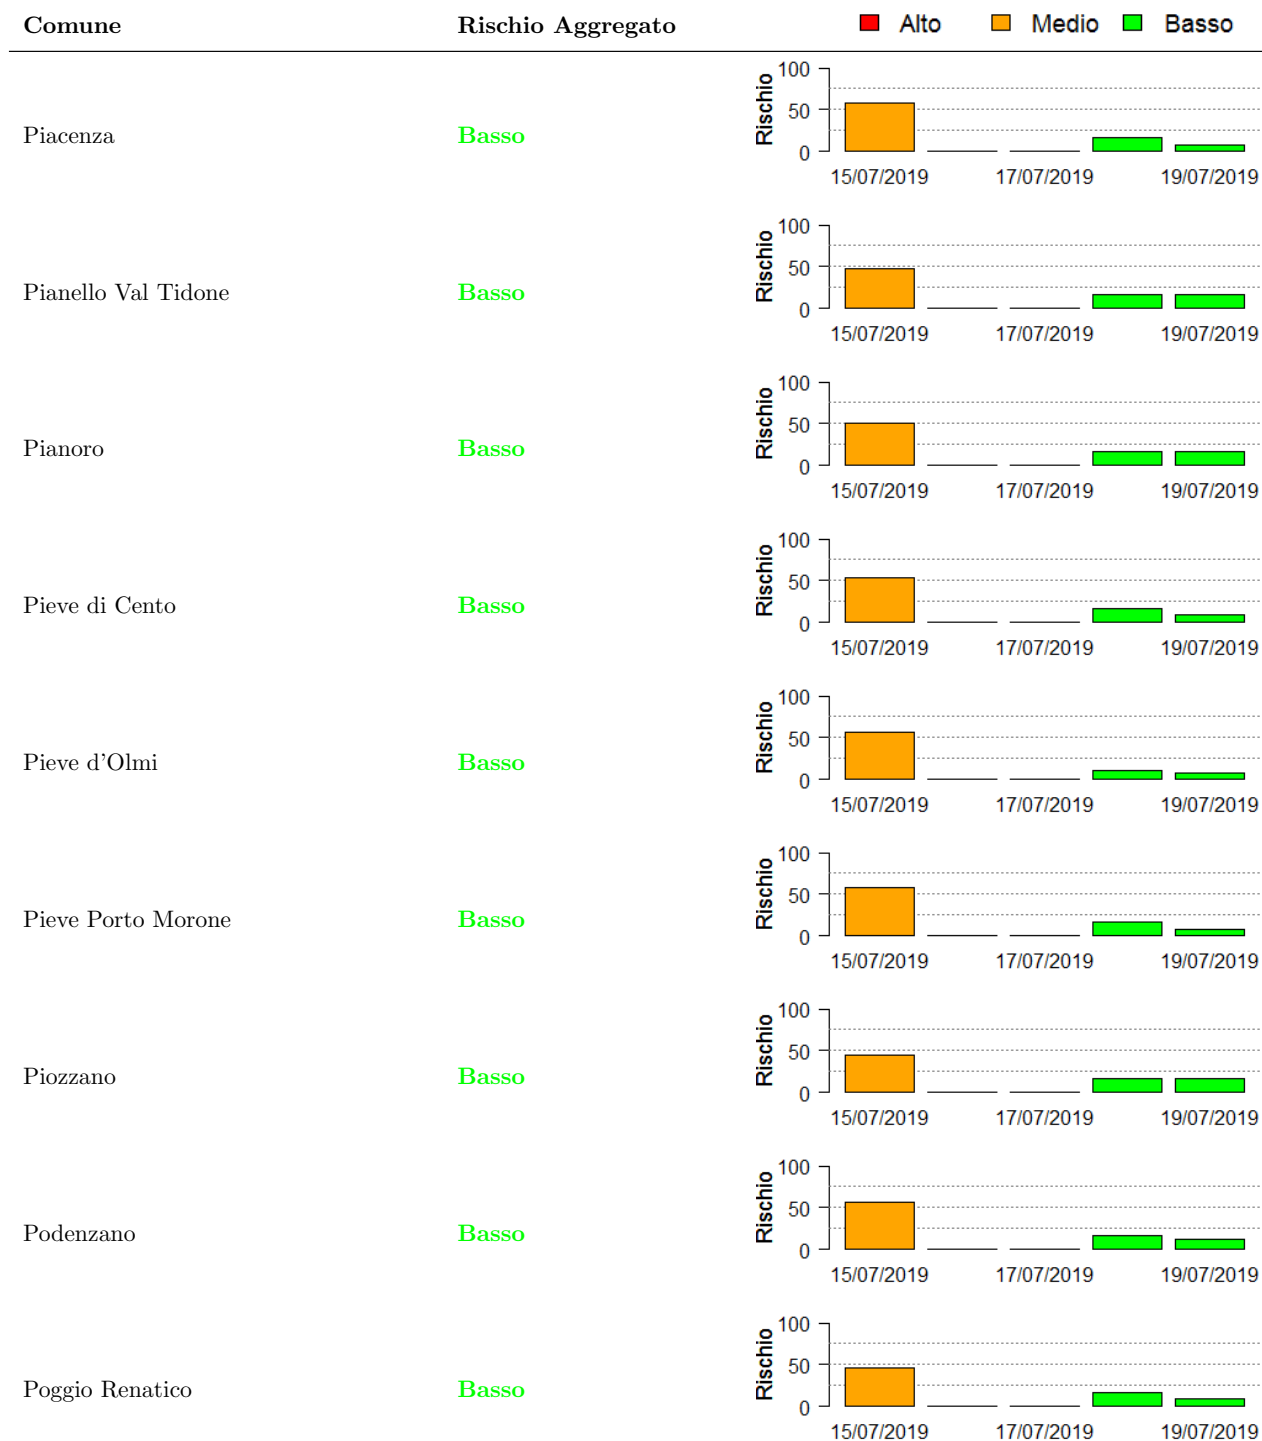 Comune Rischio Aggregato Alto Medio Basso
Piacenza Basso Rischio 100 50 0
15/07/2019 17/07/2019 19/07/2019
Pianello Val Tidone Basso Rischio 100 50 0
15/07/2019 17/07/2019 19/07/2019
Pianoro Basso Rischio 100 50 0
15/07/2019 17/07/2019 19/07/2019
Pieve di Cento Basso Rischio 100 50 0
15/07/2019 17/07/2019 19/07/2019
Pieve d'Olmi Basso Rischio 100 50 0
15/07/2019 17/07/2019 19/07/2019
Pieve Porto Morone Basso Rischio 100 50 0
15/07/2019 17/07/2019 19/07/2019
Piozzano Basso Rischio 100 50 0
15/07/2019 17/07/2019 19/07/2019
Podenzano Basso Rischio 100 50 0
15/07/2019 17/07/2019 19/07/2019
Poggio Renatico Basso Rischio 100 50 0
15/07/2019 17/07/2019 19/07/2019